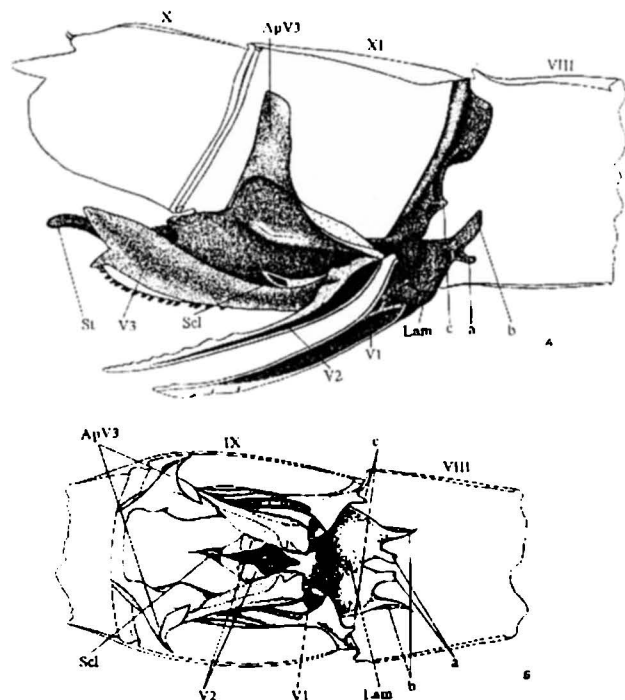 X ApV3 XI VIII
St V3 Scl V2 V1 Lam c a b
A
ApV3 IX c VIII
Scl V2 V1 Lam b a